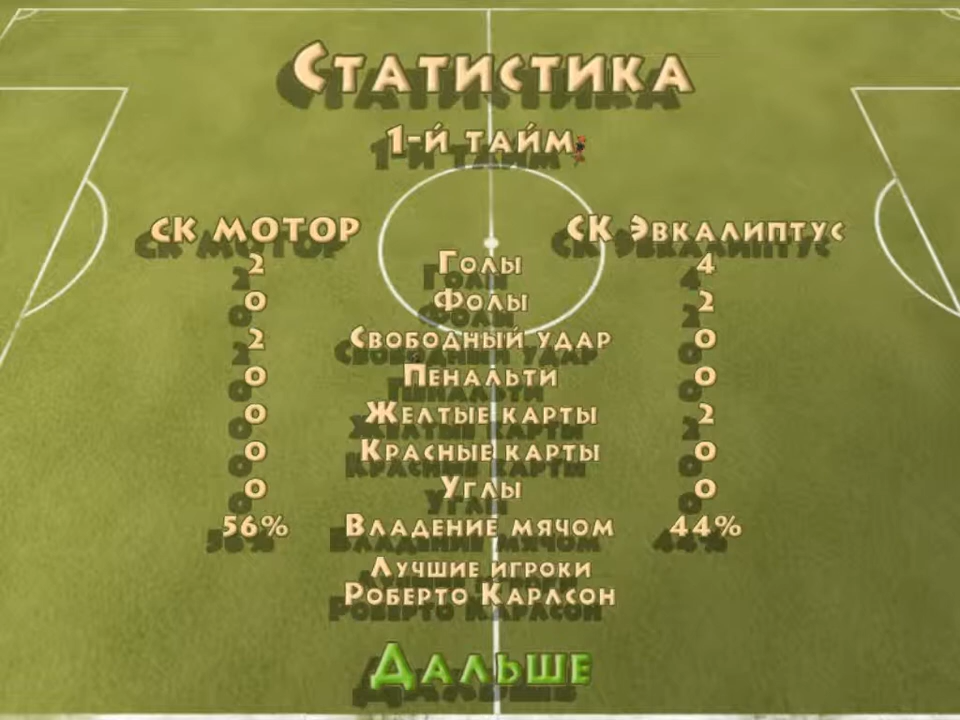 Статистика
1-й тайм
СК МОТОР СК Эвкалиптус
2 Голы 4
0 Фолы 2
2 Свободный удар 0
0 Пенальти 0
0 Желтые карты 2
0 Красные карты 0
0 Углы 0
56% Владение мячом 44%
Лучшие игроки
Роберто Карлсон
Дальше